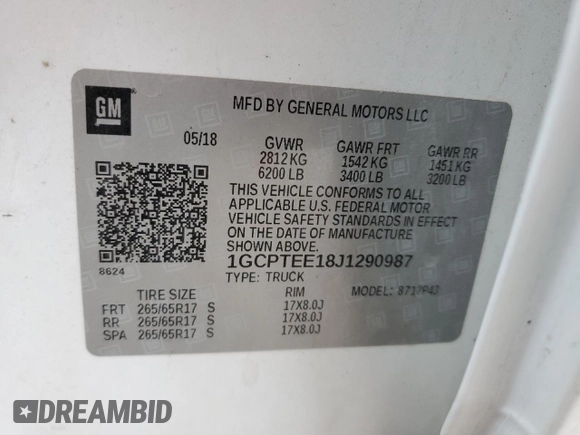 GM
MFD BY GENERAL MOTORS LLC
05/18 GVWR GAWR FRT GAWR RR
2812 KG 1542 KG 1451 KG
6200 LB 3400 LB 3200 LB
THIS VEHICLE CONFORMS TO ALL
APPLICABLE U.S. FEDERAL MOTOR
VEHICLE SAFETY STANDARDS IN EFFECT
ON THE DATE OF MANUFACTURE
SHOWN ABOVE.
8624
1GCPTEE18J1290987
TYPE: TRUCK MODEL:
TIRE SIZE RIM
FRT 265/65R17 S 17X8.0J
RR 265/65R17 S 17X8.0J
SPA 265/65R17 S 17X8.0J
DREAMBID